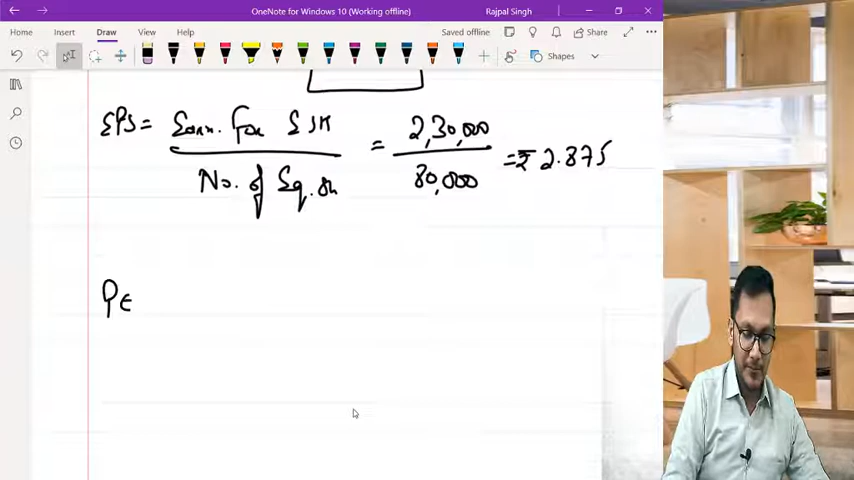 OneNote for Windows 10 (Working offline)
Rajpal Singh
Home Insert Draw View Help
Saved offline
Share
Shapes
EPS = Earn. For ESH / No. of Eq. Sh = 2,30,000 / 80,000 = ₹ 2.875
PE